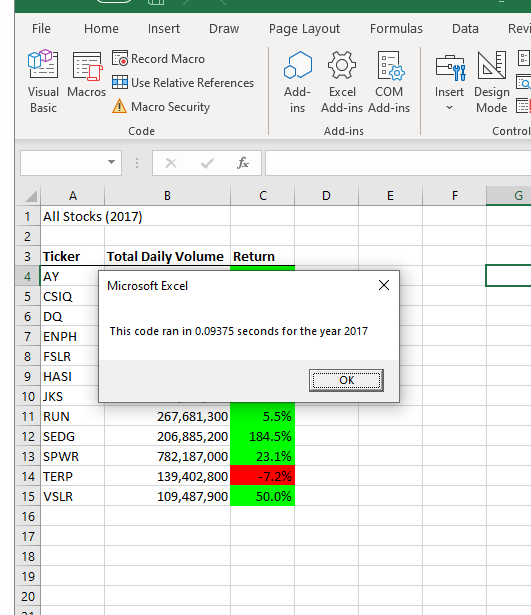 File Home Insert Draw Page Layout Formulas Data Revi
Visual Basic
Macros
Record Macro
Use Relative References
Macro Security
Code
Add-ins
Excel Add-ins
COM Add-ins
Add-ins
Insert
Design Mode
Control
fx
A B C D E F G
1 All Stocks (2017)
2
3 Ticker Total Daily Volume Return
4 AY
5 CSIQ
6 DQ
7 ENPH
8 FSLR
9 HASI
10 JKS
Microsoft Excel
This code ran in 0.09375 seconds for the year 2017
OK
11 RUN 267,681,300 5.5%
12 SEDG 206,885,200 184.5%
13 SPWR 782,187,000 23.1%
14 TERP 139,402,800 -7.2%
15 VSLR 109,487,900 50.0%
16
17
18
19
20